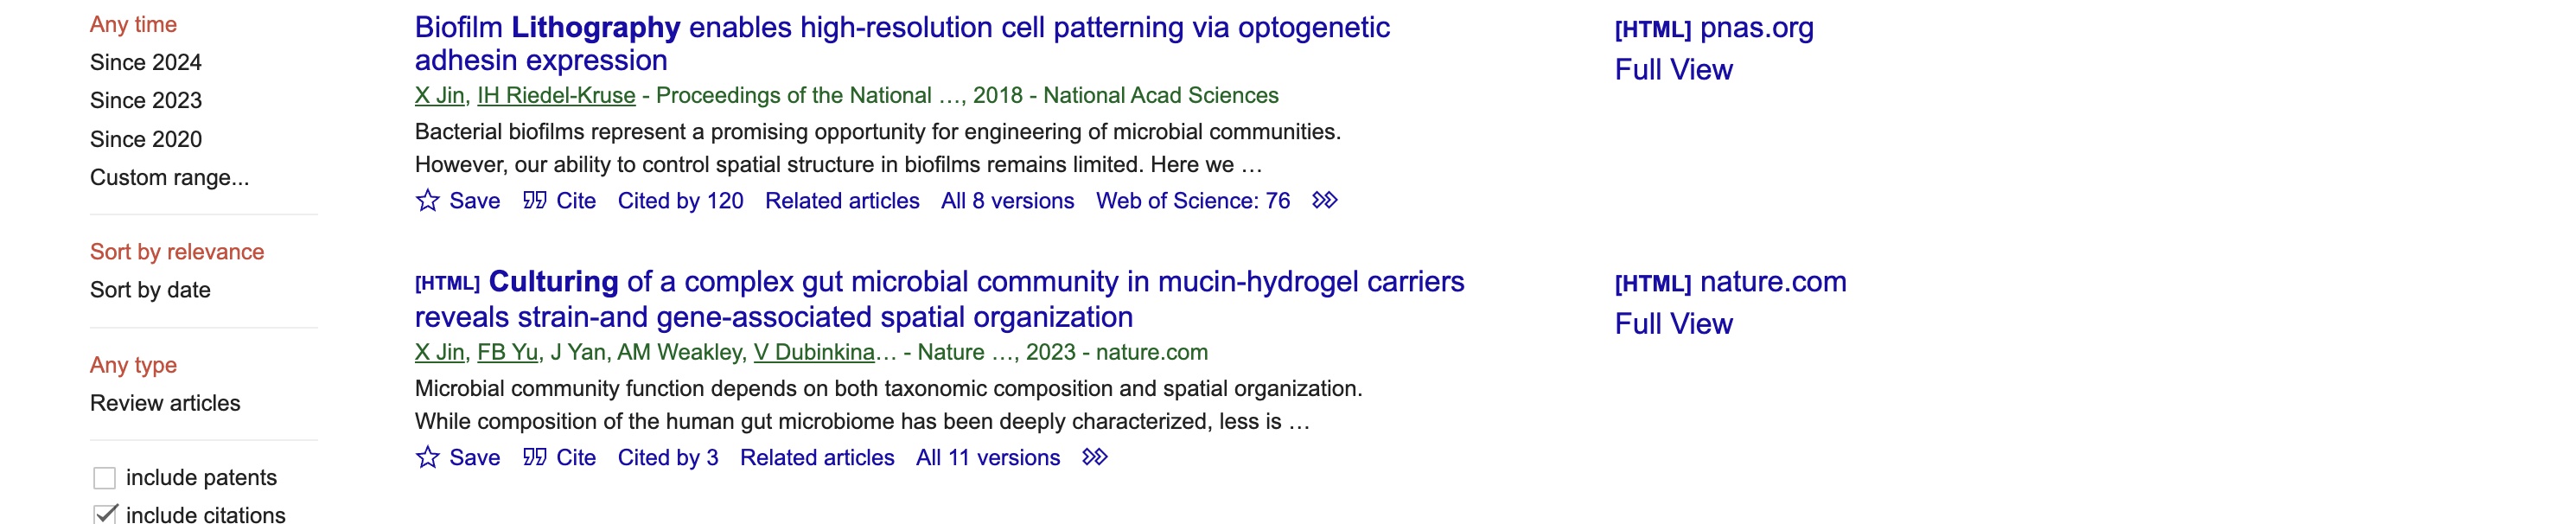 Any time
Since 2024
Since 2023
Since 2020
Custom range...
Sort by relevance
Sort by date
Any type
Review articles
include patents
include citations
Biofilm Lithography enables high-resolution cell patterning via optogenetic
adhesin expression
X Jin, IH Riedel-Kruse - Proceedings of the National …, 2018 - National Acad Sciences
Bacterial biofilms represent a promising opportunity for engineering of microbial communities.
However, our ability to control spatial structure in biofilms remains limited. Here we …
Save Cite Cited by 120 Related articles All 8 versions Web of Science: 76
[HTML] pnas.org
Full View
[HTML] Culturing of a complex gut microbial community in mucin-hydrogel carriers
reveals strain-and gene-associated spatial organization
X Jin, FB Yu, J Yan, AM Weakley, V Dubinkina… - Nature …, 2023 - nature.com
Microbial community function depends on both taxonomic composition and spatial organization.
While composition of the human gut microbiome has been deeply characterized, less is …
Save Cite Cited by 3 Related articles All 11 versions
[HTML] nature.com
Full View